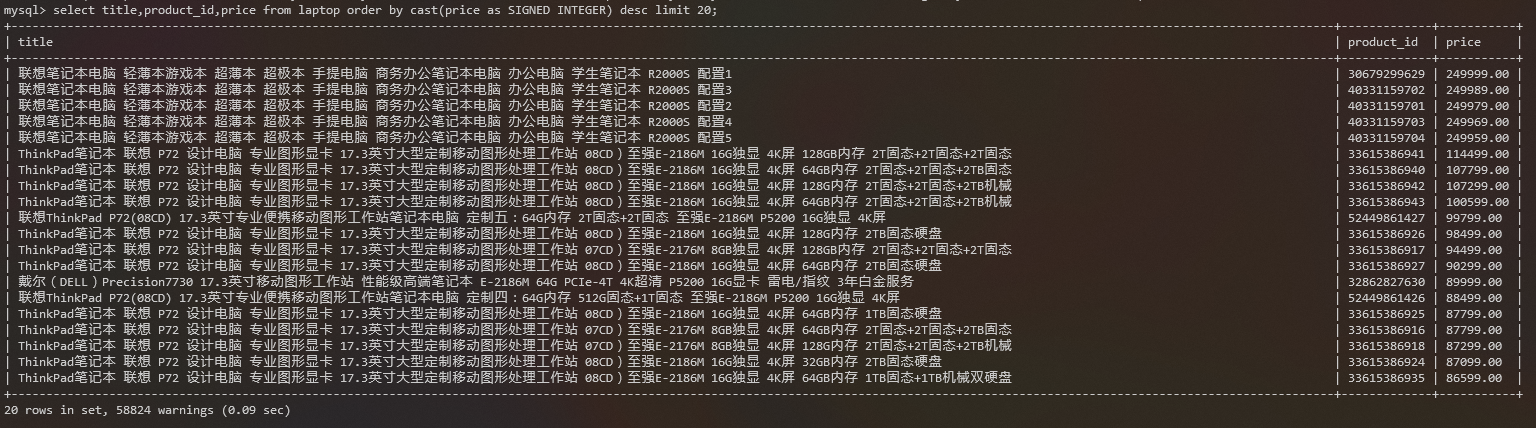 mysql> select title,product_id,price from laptop order by cast(price as SIGNED INTEGER) desc limit 20;
| title | product_id | price |
| 联想笔记本电脑 轻薄本游戏本 超薄本 超极本 手提电脑 商务办公笔记本电脑 办公电脑 学生笔记本 R2000S 配置1 | 30679299629 | 249999.00 |
| 联想笔记本电脑 轻薄本游戏本 超薄本 超极本 手提电脑 商务办公笔记本电脑 办公电脑 学生笔记本 R2000S 配置3 | 40331159702 | 249989.00 |
| 联想笔记本电脑 轻薄本游戏本 超薄本 超极本 手提电脑 商务办公笔记本电脑 办公电脑 学生笔记本 R2000S 配置2 | 40331159701 | 249979.00 |
| 联想笔记本电脑 轻薄本游戏本 超薄本 超极本 手提电脑 商务办公笔记本电脑 办公电脑 学生笔记本 R2000S 配置4 | 40331159703 | 249969.00 |
| 联想笔记本电脑 轻薄本游戏本 超薄本 超极本 手提电脑 商务办公笔记本电脑 办公电脑 学生笔记本 R2000S 配置5 | 40331159704 | 249959.00 |
| ThinkPad笔记本 联想 P72 设计电脑 专业图形显卡 17.3英寸大型定制移动图形处理工作站 08CD）至强E-2186M 16G独显 4K屏 128GB内存 2T固态+2T固态+2T固态 | 33615386941 | 114499.00 |
| ThinkPad笔记本 联想 P72 设计电脑 专业图形显卡 17.3英寸大型定制移动图形处理工作站 08CD）至强E-2186M 16G独显 4K屏 64GB内存 2T固态+2T固态+2TB固态 | 33615386940 | 107799.00 |
| ThinkPad笔记本 联想 P72 设计电脑 专业图形显卡 17.3英寸大型定制移动图形处理工作站 08CD）至强E-2186M 16G独显 4K屏 128G内存 2T固态+2T固态+2TB机械 | 33615386942 | 107299.00 |
| ThinkPad笔记本 联想 P72 设计电脑 专业图形显卡 17.3英寸大型定制移动图形处理工作站 08CD）至强E-2186M 16G独显 4K屏 64GB内存 2T固态+2T固态+2TB机械 | 33615386943 | 100599.00 |
| 联想ThinkPad P72(08CD) 17.3英寸专业便携移动图形工作站笔记本电脑 定制五：64G内存 2T固态+2T固态 至强E-2186M P5200 16G独显 4K屏 | 52449861427 | 99799.00 |
| ThinkPad笔记本 联想 P72 设计电脑 专业图形显卡 17.3英寸大型定制移动图形处理工作站 08CD）至强E-2186M 16G独显 4K屏 128G内存 2TB固态硬盘 | 33615386926 | 98499.00 |
| ThinkPad笔记本 联想 P72 设计电脑 专业图形显卡 17.3英寸大型定制移动图形处理工作站 07CD）至强E-2176M 8GB独显 4K屏 128GB内存 2T固态+2T固态+2T固态 | 33615386917 | 94499.00 |
| ThinkPad笔记本 联想 P72 设计电脑 专业图形显卡 17.3英寸大型定制移动图形处理工作站 08CD）至强E-2186M 16G独显 4K屏 64GB内存 2TB固态硬盘 | 33615386927 | 90299.00 |
| 戴尔（DELL）Precision7730 17.3英寸移动图形工作站 性能级高端笔记本 E-2186M 64G PCIe-4T 4K超清 P5200 16G显卡 雷电/指纹 3年白金服务 | 32862827630 | 89999.00 |
| 联想ThinkPad P72(08CD) 17.3英寸专业便携移动图形工作站笔记本电脑 定制四：64G内存 512G固态+1T固态 至强E-2186M P5200 16G独显 4K屏 | 52449861426 | 88499.00 |
| ThinkPad笔记本 联想 P72 设计电脑 专业图形显卡 17.3英寸大型定制移动图形处理工作站 08CD）至强E-2186M 16G独显 4K屏 64GB内存 1TB固态硬盘 | 33615386925 | 87799.00 |
| ThinkPad笔记本 联想 P72 设计电脑 专业图形显卡 17.3英寸大型定制移动图形处理工作站 07CD）至强E-2176M 8GB独显 4K屏 64GB内存 2T固态+2T固态+2TB固态 | 33615386916 | 87799.00 |
| ThinkPad笔记本 联想 P72 设计电脑 专业图形显卡 17.3英寸大型定制移动图形处理工作站 07CD）至强E-2176M 8GB独显 4K屏 128G内存 2T固态+2T固态+2TB机械 | 33615386918 | 87299.00 |
| ThinkPad笔记本 联想 P72 设计电脑 专业图形显卡 17.3英寸大型定制移动图形处理工作站 08CD）至强E-2186M 16G独显 4K屏 32GB内存 2TB固态硬盘 | 33615386924 | 87099.00 |
| ThinkPad笔记本 联想 P72 设计电脑 专业图形显卡 17.3英寸大型定制移动图形处理工作站 08CD）至强E-2186M 16G独显 4K屏 64GB内存 1TB固态+1TB机械双硬盘 | 33615386935 | 86599.00 |
20 rows in set, 58824 warnings (0.09 sec)